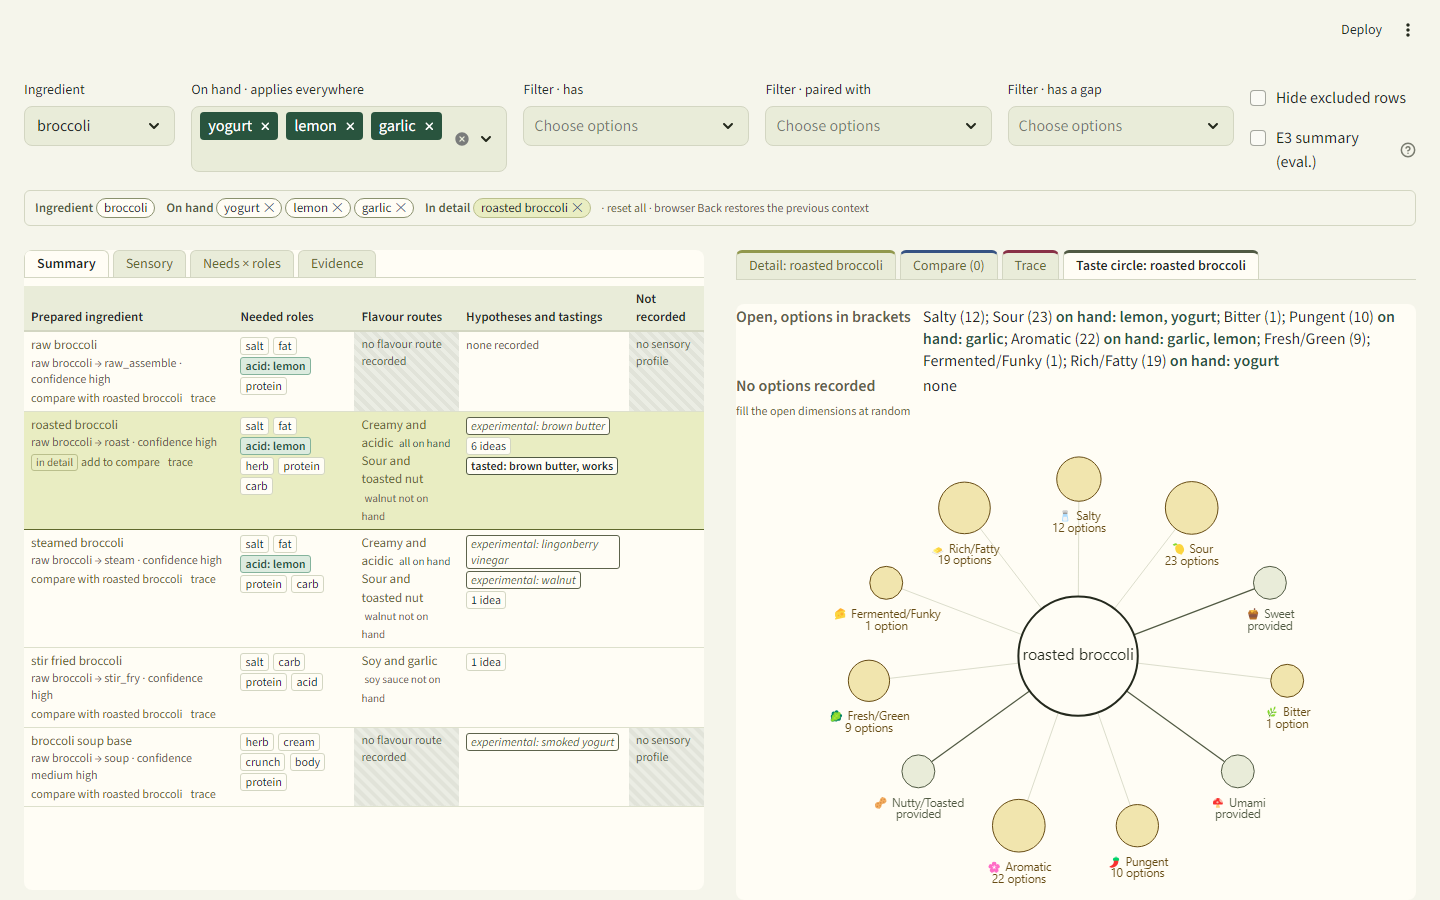 Deploy
Ingredient
broccoli
On hand · applies everywhere
yogurt × lemon × garlic ×
Filter · has
Choose options
Filter · paired with
Choose options
Filter · has a gap
Choose options
Hide excluded rows
E3 summary
(eval.)
Ingredient broccoli On hand yogurt lemon garlic In detail roasted broccoli · reset all · browser Back restores the previous context
Summary Sensory Needs × roles Evidence
Prepared ingredient Needed roles Flavour routes Hypotheses and tastings Not
recorded
raw broccoli
raw broccoli → raw_assemble ·
confidence high
compare with roasted broccoli trace
salt fat
acid: lemon
protein
no flavour route
recorded
none recorded
no sensory
profile
roasted broccoli
raw broccoli → roast · confidence high
in detail add to compare trace
salt fat
acid: lemon
herb protein
carb
Creamy and
acidic all on hand
Sour and
toasted nut
walnut not on
hand
experimental: brown butter
6 ideas
tasted: brown butter, works
steamed broccoli
raw broccoli → steam · confidence high
compare with roasted broccoli trace
salt fat
acid: lemon
protein carb
Creamy and
acidic all on hand
Sour and
toasted nut
walnut not on
hand
experimental: lingonberry
vinegar
experimental: walnut
1 idea
stir fried broccoli
raw broccoli → stir_fry · confidence
high
compare with roasted broccoli trace
salt carb
protein acid
Soy and garlic
soy sauce not on
hand
1 idea
broccoli soup base
raw broccoli → soup · confidence
medium high
compare with roasted broccoli trace
herb cream
crunch body
protein
no flavour route
recorded
experimental: smoked yogurt
no sensory
profile
Detail: roasted broccoli Compare (0) Trace Taste circle: roasted broccoli
Open, options in brackets Salty (12); Sour (23) on hand: lemon, yogurt; Bitter (1); Pungent (10) on
hand: garlic; Aromatic (22) on hand: garlic, lemon; Fresh/Green (9);
Fermented/Funky (1); Rich/Fatty (19) on hand: yogurt
No options recorded none
fill the open dimensions at random
Salty
12 options
Rich/Fatty
19 options
Sour
23 options
Fermented/Funky
1 option
Sweet
provided
roasted broccoli
Fresh/Green
9 options
Bitter
1 option
Nutty/Toasted
provided
Umami
provided
Aromatic
22 options
Pungent
10 options